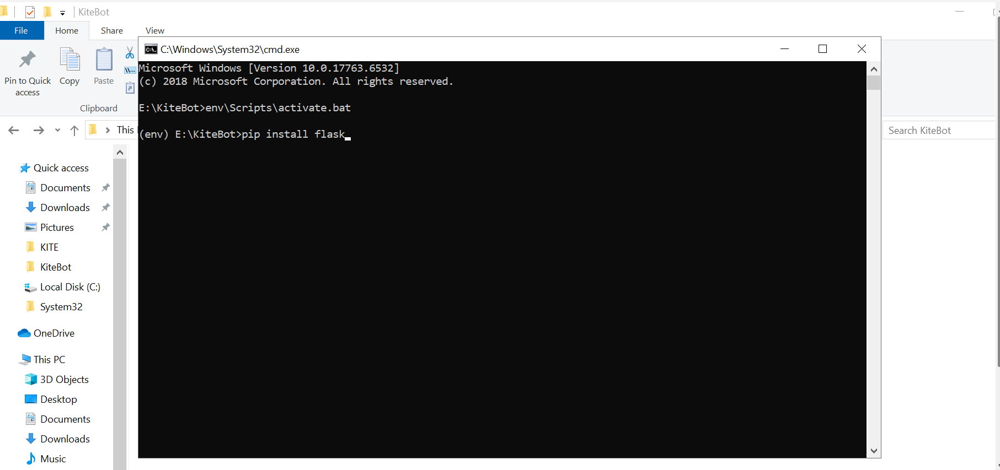 KiteBot
File Home Share View
C:\Windows\System32\cmd.exe
Pin to Quick access
Copy
Paste
Clipboard
This
Search KiteBot
Microsoft Windows [Version 10.0.17763.6532]
(c) 2018 Microsoft Corporation. All rights reserved.
E:\KiteBot>env\Scripts\activate.bat
(env) E:\KiteBot>pip install flask
Quick access
Documents
Downloads
Pictures
KITE
KiteBot
Local Disk (C:)
System32
OneDrive
This PC
3D Objects
Desktop
Documents
Downloads
Music